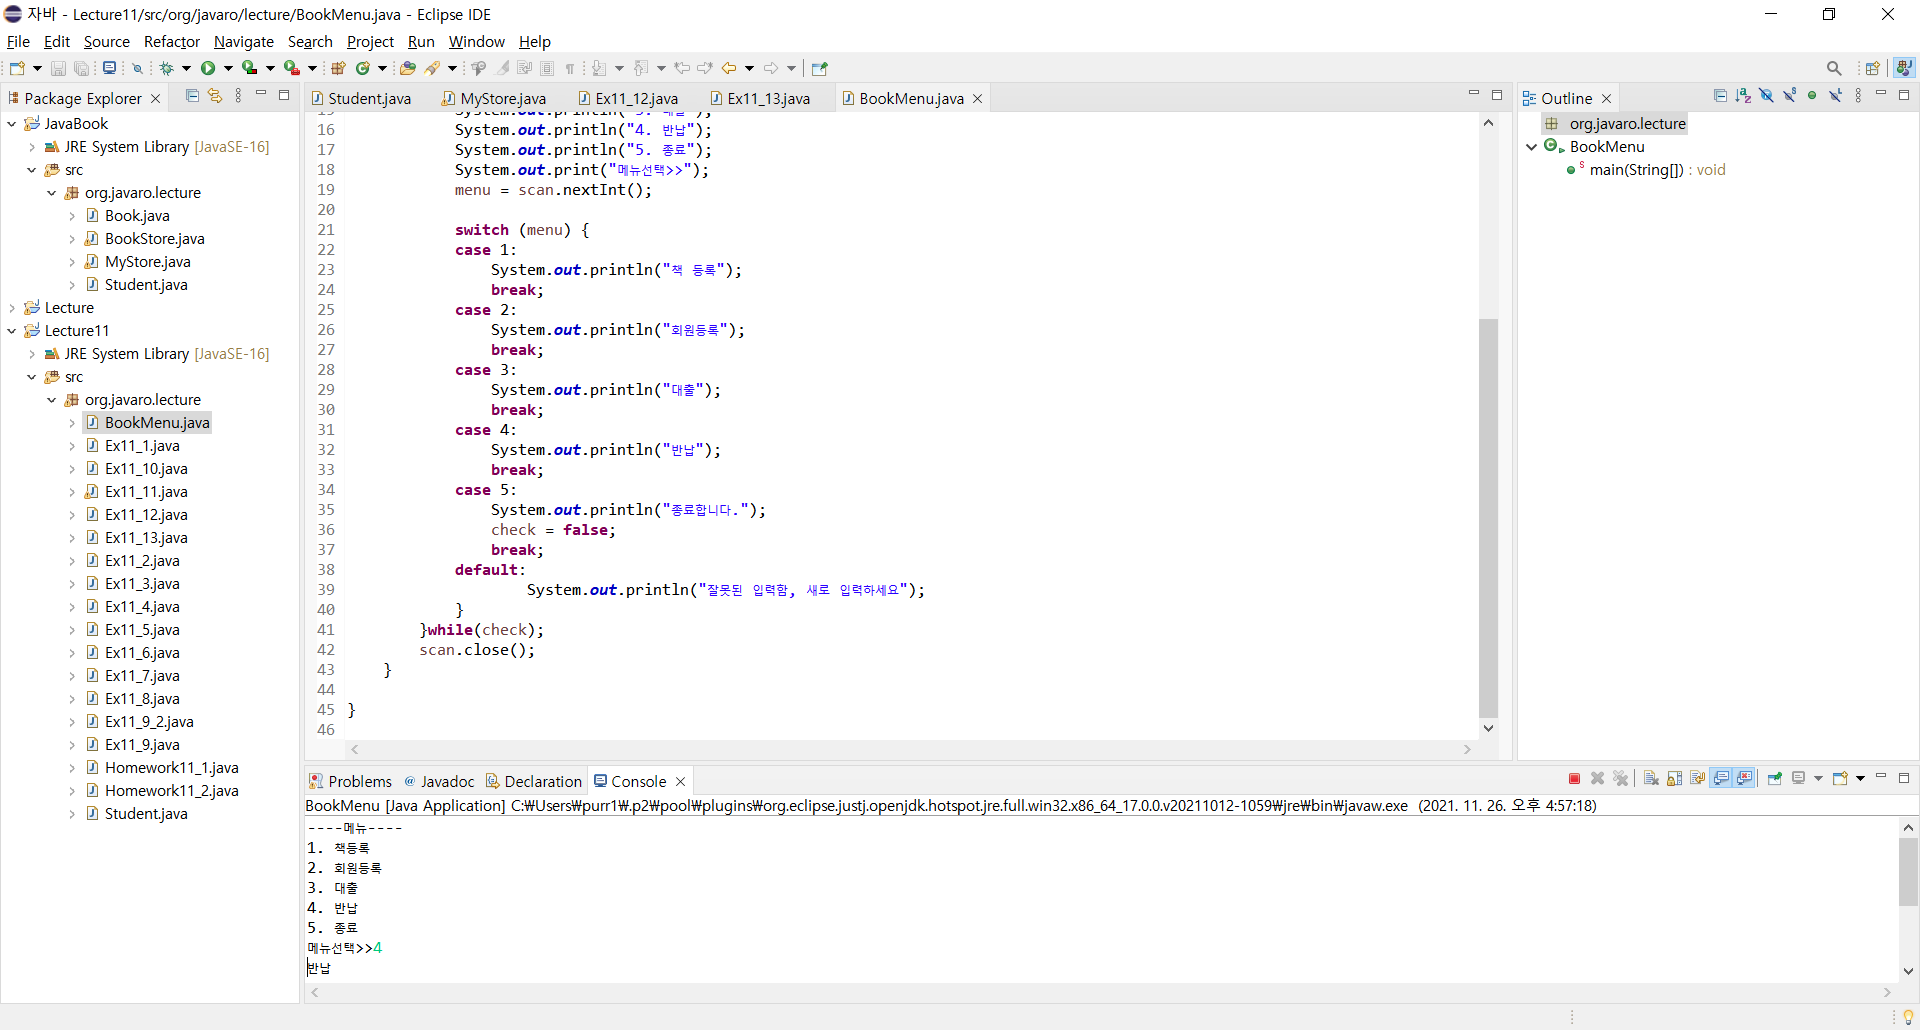 자바 - Lecture11/src/org/javaro/lecture/BookMenu.java - Eclipse IDE
File Edit Source Refactor Navigate Search Project Run Window Help
Package Explorer
JavaBook
JRE System Library [JavaSE-16]
src
org.javaro.lecture
Book.java
BookStore.java
MyStore.java
Student.java
Lecture
Lecture11
JRE System Library [JavaSE-16]
src
org.javaro.lecture
BookMenu.java
Ex11_1.java
Ex11_10.java
Ex11_11.java
Ex11_12.java
Ex11_13.java
Ex11_2.java
Ex11_3.java
Ex11_4.java
Ex11_5.java
Ex11_6.java
Ex11_7.java
Ex11_8.java
Ex11_9_2.java
Ex11_9.java
Homework11_1.java
Homework11_2.java
Student.java
Student.java MyStore.java Ex11_12.java Ex11_13.java BookMenu.java
15 System.out.println("3. 대출");
16 System.out.println("4. 반납");
17 System.out.println("5. 종료");
18 System.out.print("메뉴선택>>");
19 menu = scan.nextInt();
20
21 switch (menu) {
22 case 1:
23 System.out.println("책 등록");
24 break;
25 case 2:
26 System.out.println("회원등록");
27 break;
28 case 3:
29 System.out.println("대출");
30 break;
31 case 4:
32 System.out.println("반납");
33 break;
34 case 5:
35 System.out.println("종료합니다.");
36 check = false;
37 break;
38 default:
39 System.out.println("잘못된 입력함, 새로 입력하세요");
40 }
41 }while(check);
42 scan.close();
43 }
44
45 }
46
Outline
org.javaro.lecture
BookMenu
main(String[]) : void
Problems @ Javadoc Declaration Console
BookMenu [Java Application] C:₩Users₩purr1₩.p2₩pool₩plugins₩org.eclipse.justj.openjdk.hotspot.jre.full.win32.x86_64_17.0.0.v20211012-1059₩jre₩bin₩javaw.exe (2021. 11. 26. 오후 4:57:18)
----메뉴----
1. 책등록
2. 회원등록
3. 대출
4. 반납
5. 종료
메뉴선택>>4
반납